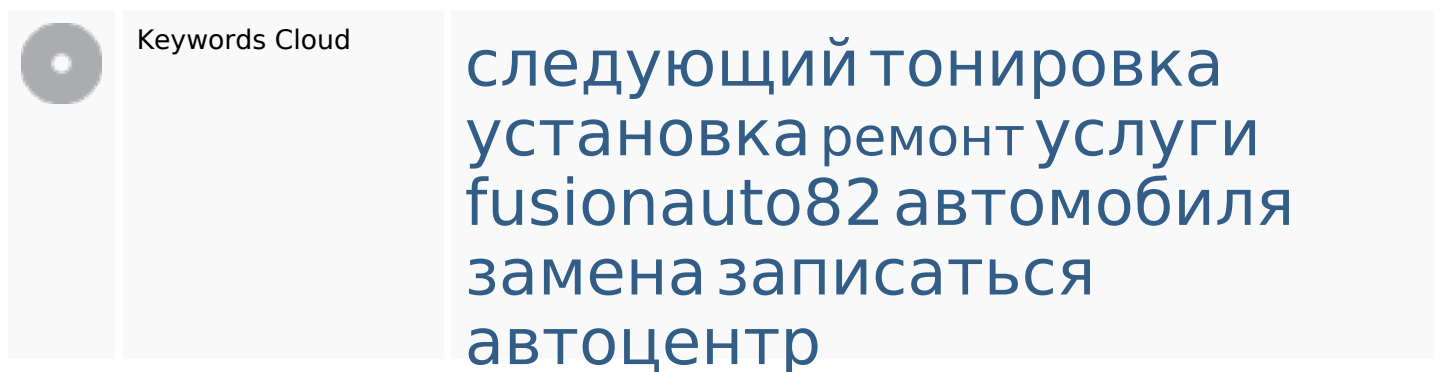 Keywords Cloud
следующий тонировка
установка ремонт услуги
fusionauto82 автомобиля
замена записаться
автоцентр